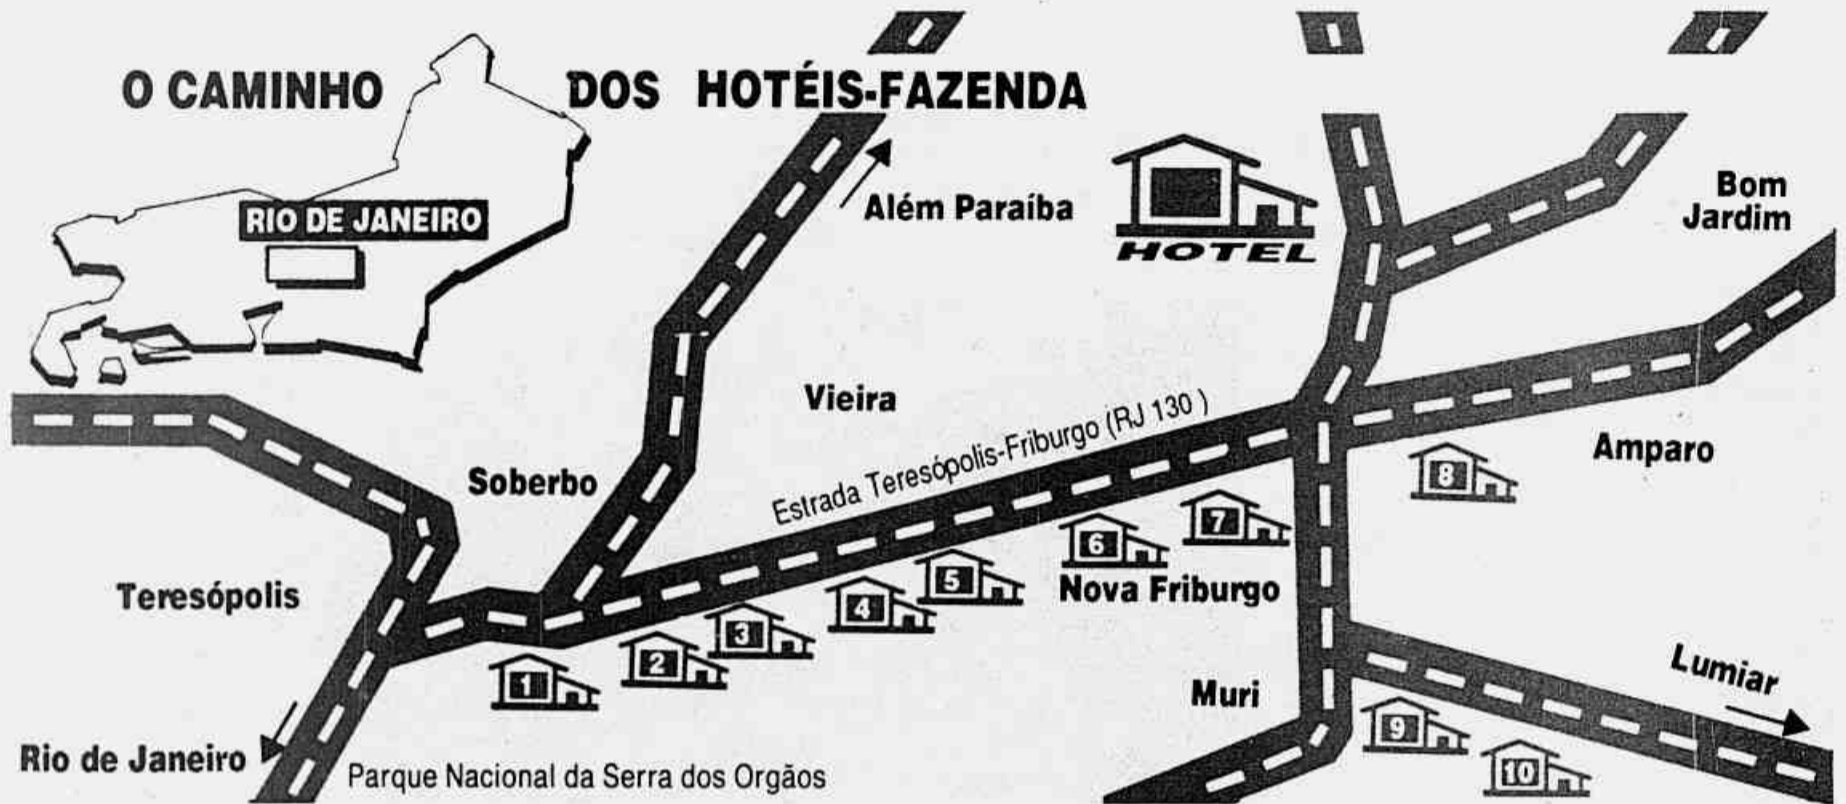 O CAMINHO DOS HOTÉIS-FAZENDA
RIO DE JANEIRO
Além Paraíba
HOTEL
Bom
Jardim
Vieira
Estrada Teresópolis-Friburgo (RJ 130 )
Soberbo
Amparo
8
7
6
5
4
3
2
1
Nova Friburgo
Teresópolis
Muri
Lumiar
9
10
Rio de Janeiro
Parque Nacional da Serra dos Orgãos